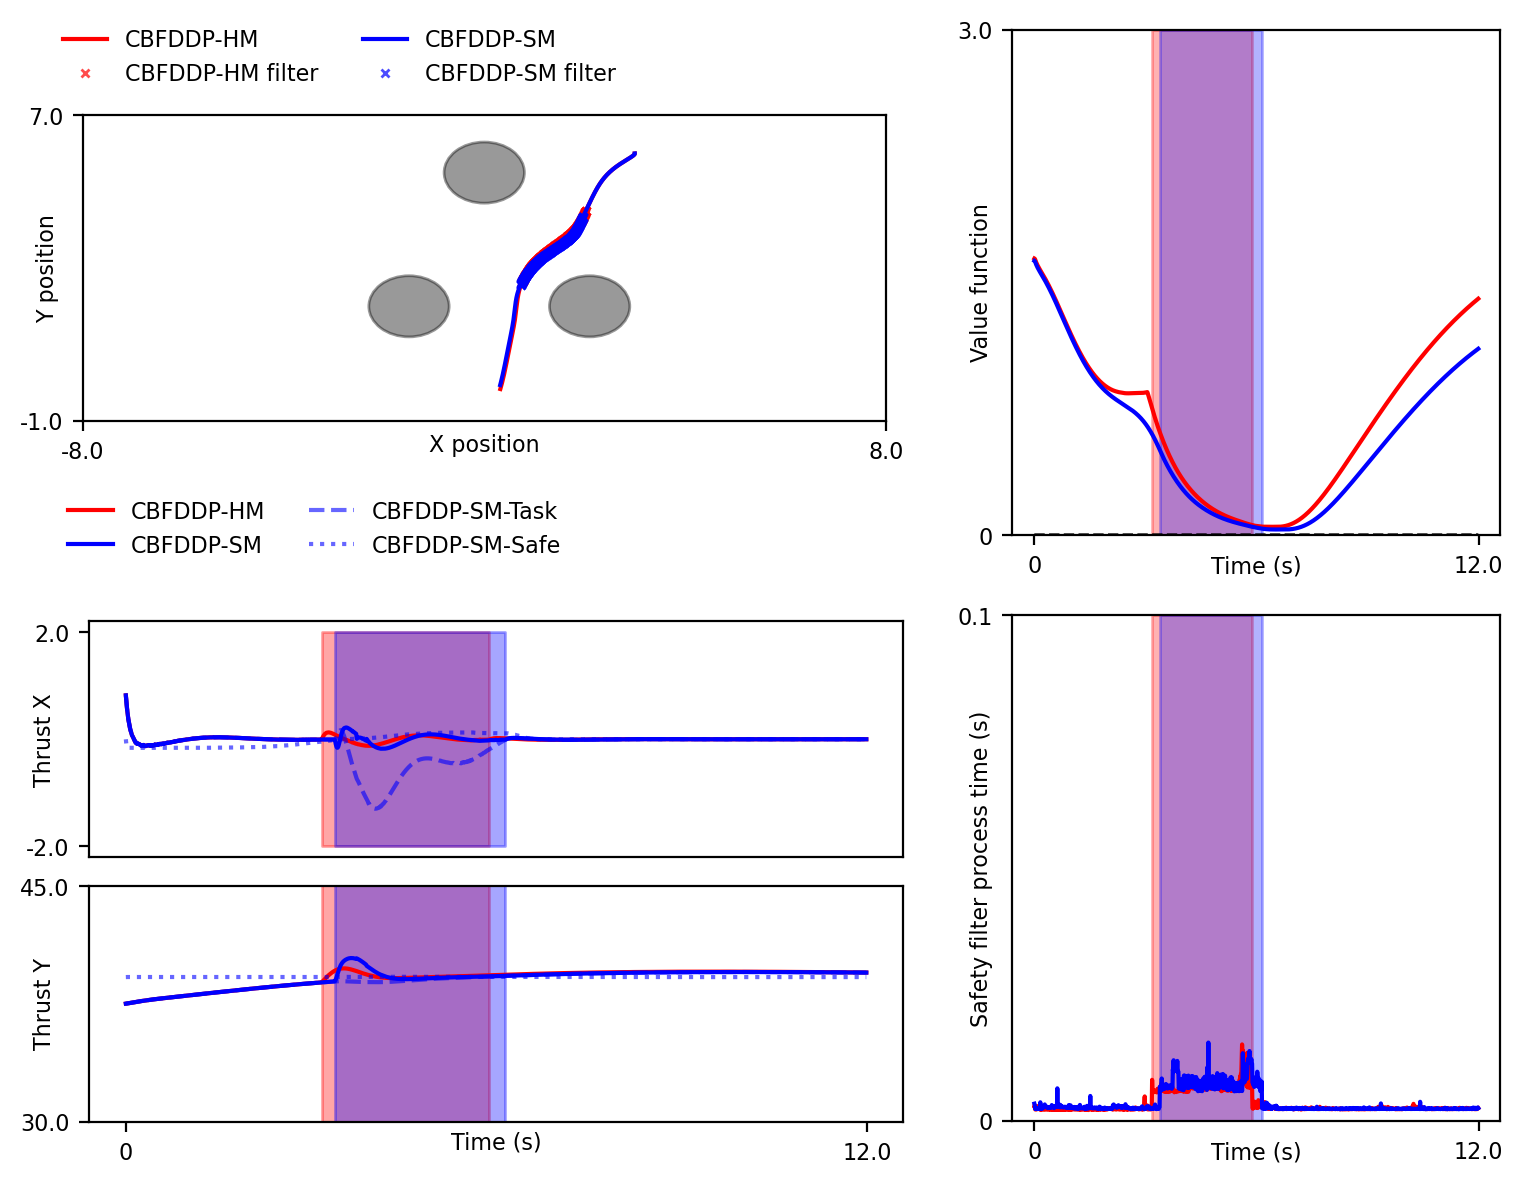 CBFDDP-HM
CBFDDP-SM
CBFDDP-HM filter
CBFDDP-SM filter
7.0
Y position
-1.0
-8.0
X position
8.0
3.0
Value function
0
0
Time (s)
12.0
CBFDDP-HM
CBFDDP-SM-Task
CBFDDP-SM
CBFDDP-SM-Safe
2.0
Thrust X
-2.0
45.0
Thrust Y
30.0
0
Time (s)
12.0
0.1
Safety filter process time (s)
0
0
Time (s)
12.0